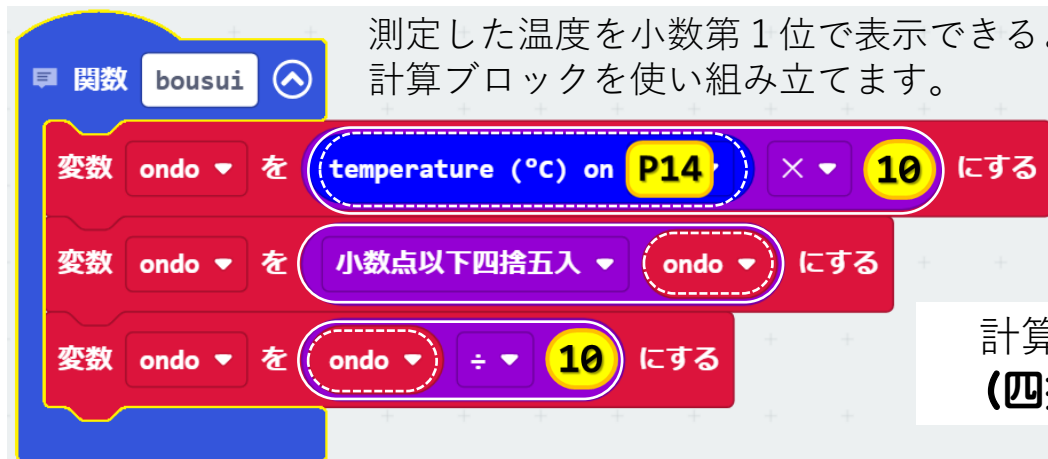 測定した温度を小数第１位で表示できる
計算ブロックを使い組み立てます。
関数 bousui
変数 ondo を temperature (°C) on P14 × 10 にする
変数 ondo を 小数点以下四捨五入 ondo にする
変数 ondo を ondo ÷ 10 にする
計算
(四